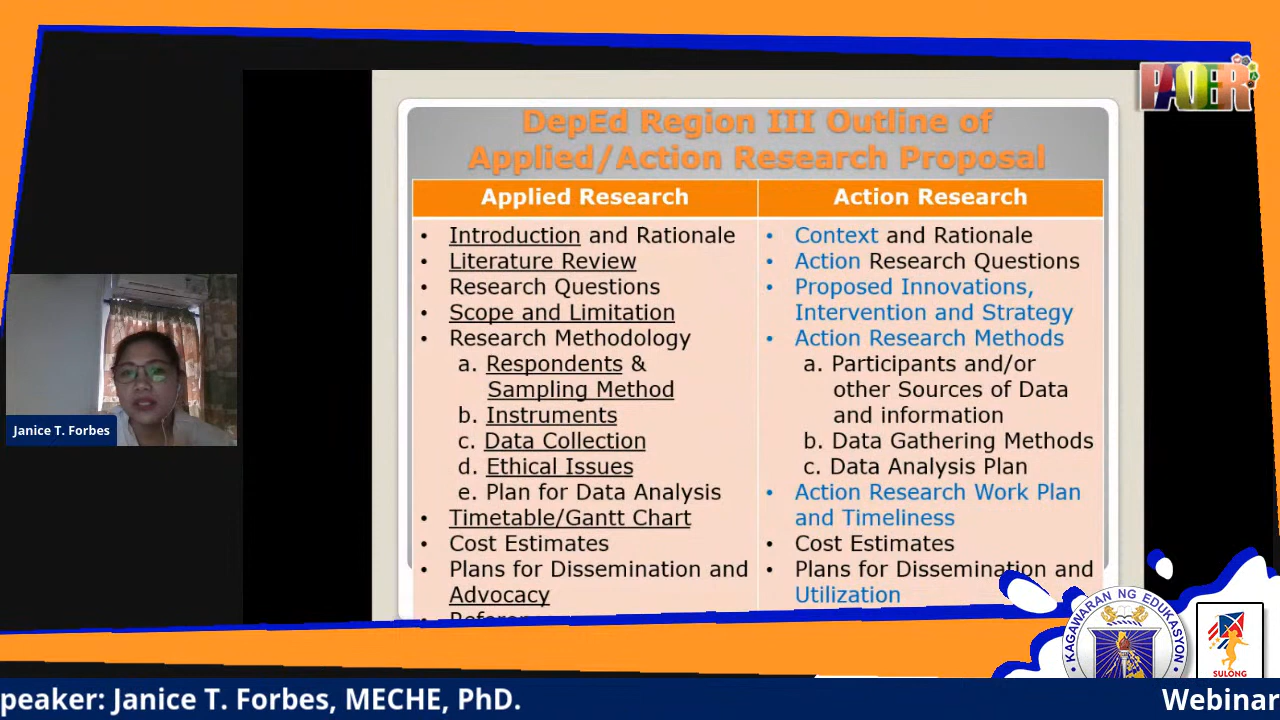 PAOER
DepEd Region III Outline of
Applied/Action Research Proposal
Applied Research
• Introduction and Rationale
• Literature Review
• Research Questions
• Scope and Limitation
• Research Methodology
a. Respondents &
Sampling Method
b. Instruments
c. Data Collection
d. Ethical Issues
e. Plan for Data Analysis
• Timetable/Gantt Chart
• Cost Estimates
• Plans for Dissemination and
Advocacy
Action Research
• Context and Rationale
• Action Research Questions
• Proposed Innovations,
Intervention and Strategy
• Action Research Methods
a. Participants and/or
other Sources of Data
and information
b. Data Gathering Methods
c. Data Analysis Plan
• Action Research Work Plan
and Timeliness
• Cost Estimates
• Plans for Dissemination and
Utilization
Janice T. Forbes
KAGAWARAN NG EDUKASYON
SULONG
peaker: Janice T. Forbes, MECHE, PhD.
Webinar